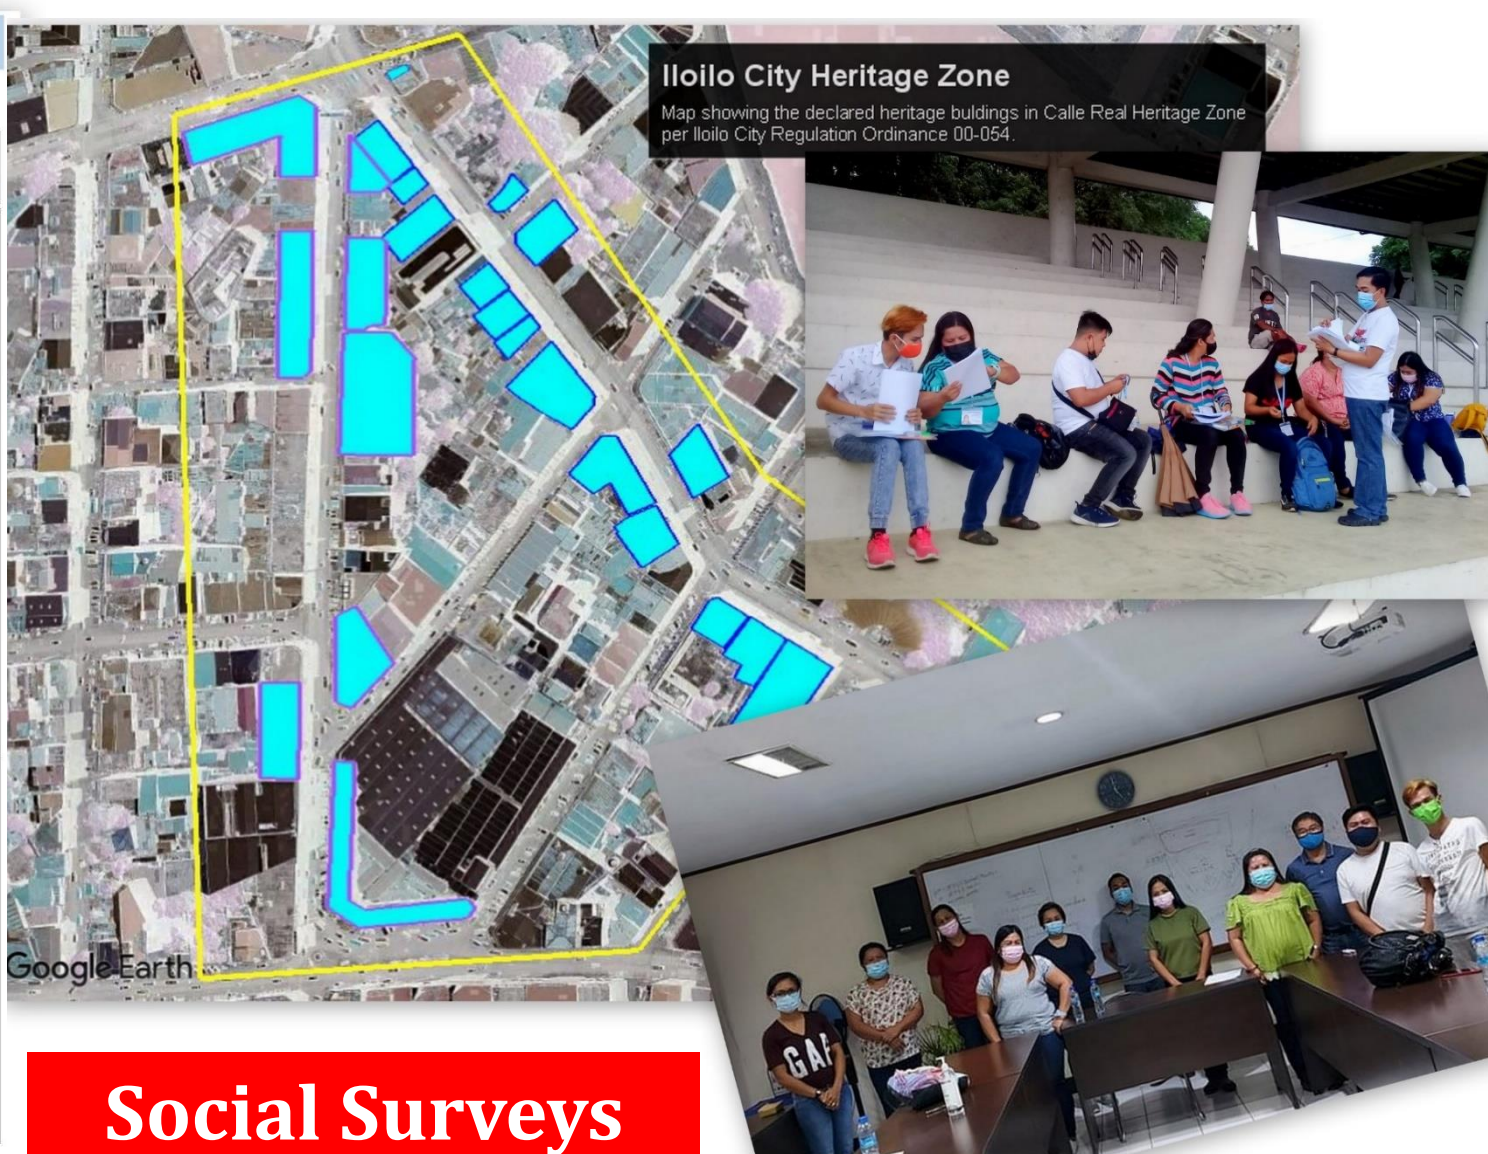 Iloilo City Heritage Zone
Map showing the declared heritage buldings in Calle Real Heritage Zone
per Iloilo City Regulation Ordinance 00-054.
Google Earth
GAP
Social Surveys